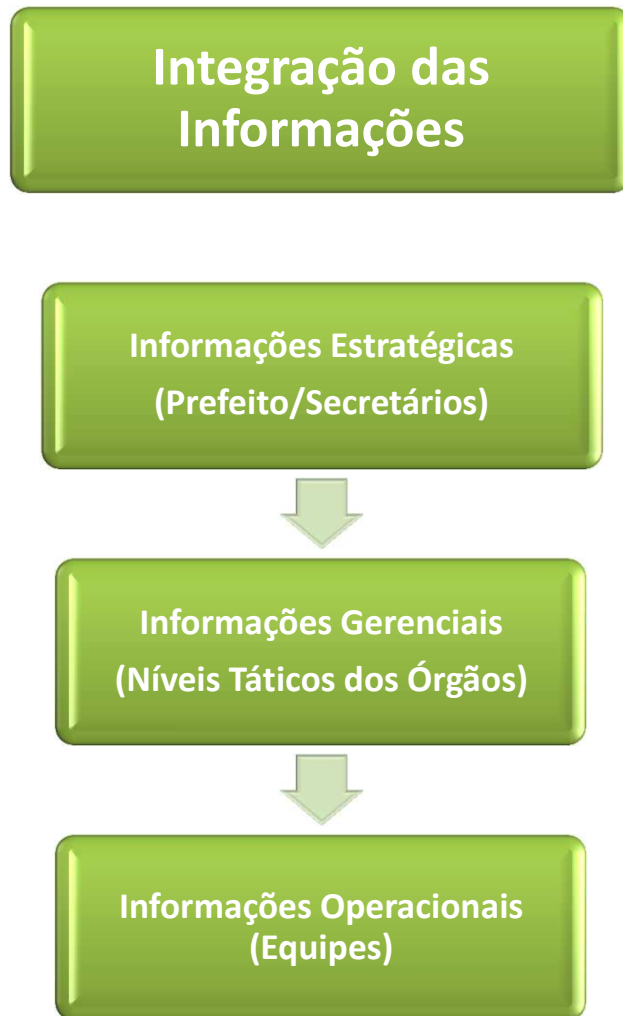 Integração das
Informações
Informações Estratégicas
(Prefeito/Secretários)
Informações Gerenciais
(Níveis Táticos dos Órgãos)
Informações Operacionais
(Equipes)